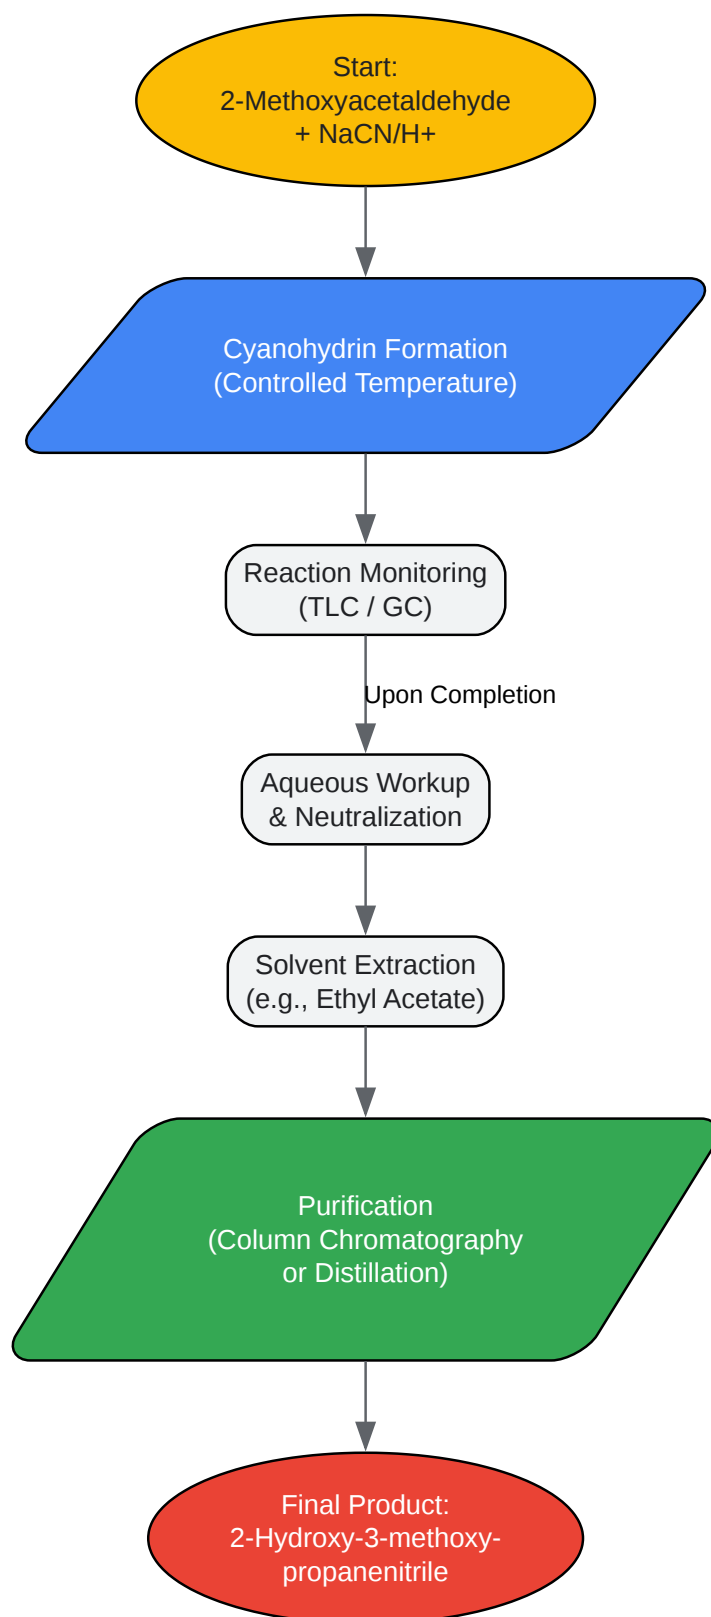 Start:
2-Methoxyacetaldehyde
+ NaCN/H+
Cyanohydrin Formation
(Controlled Temperature)
Reaction Monitoring
(TLC / GC)
Upon Completion
Aqueous Workup
& Neutralization
Solvent Extraction
(e.g., Ethyl Acetate)
Purification
(Column Chromatography
or Distillation)
Final Product:
2-Hydroxy-3-methoxy-
propanenitrile